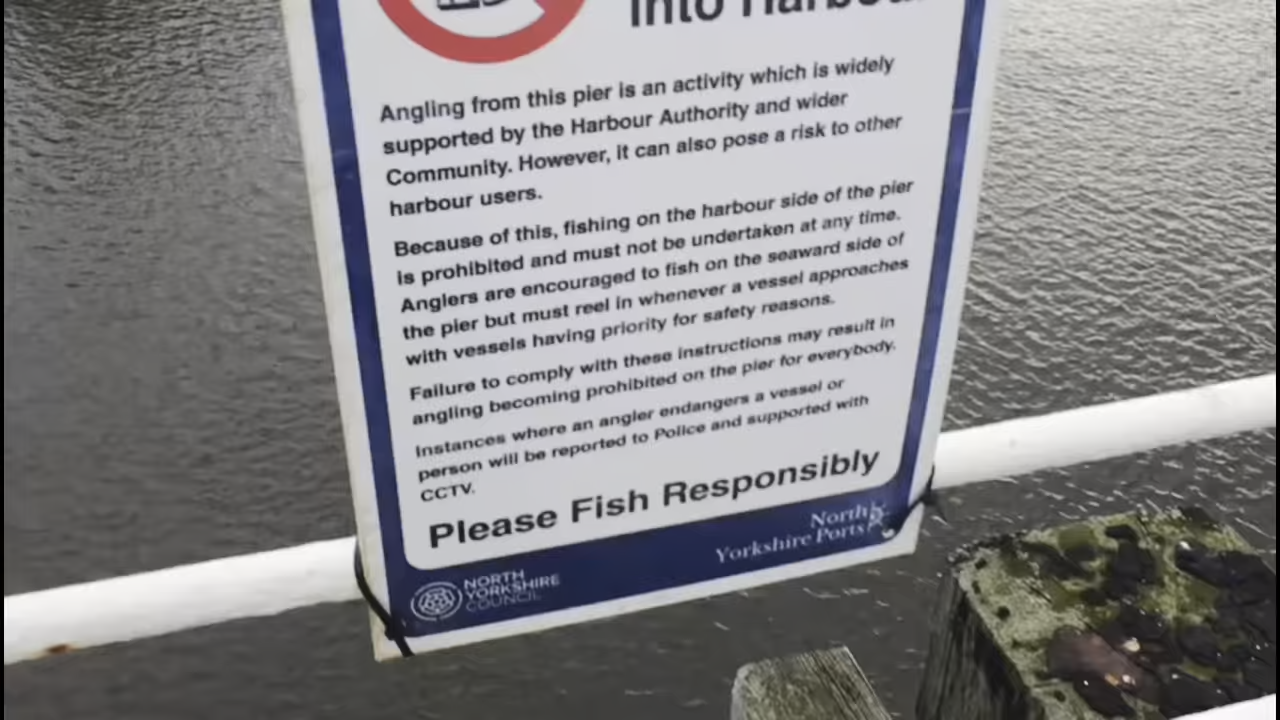 into Harbour
Angling from this pier is an activity which is widely
supported by the Harbour Authority and wider
Community. However, it can also pose a risk to other
harbour users.
Because of this, fishing on the harbour side of the pier
is prohibited and must not be undertaken at any time.
Anglers are encouraged to fish on the seaward side of
the pier but must reel in whenever a vessel approaches
with vessels having priority for safety reasons.
Failure to comply with these instructions may result in
angling becoming prohibited on the pier for everybody.
Instances where an angler endangers a vessel or
person will be reported to Police and supported with
CCTV.
Please Fish Responsibly
North
Yorkshire Ports
NORTH
YORKSHIRE
COUNCIL